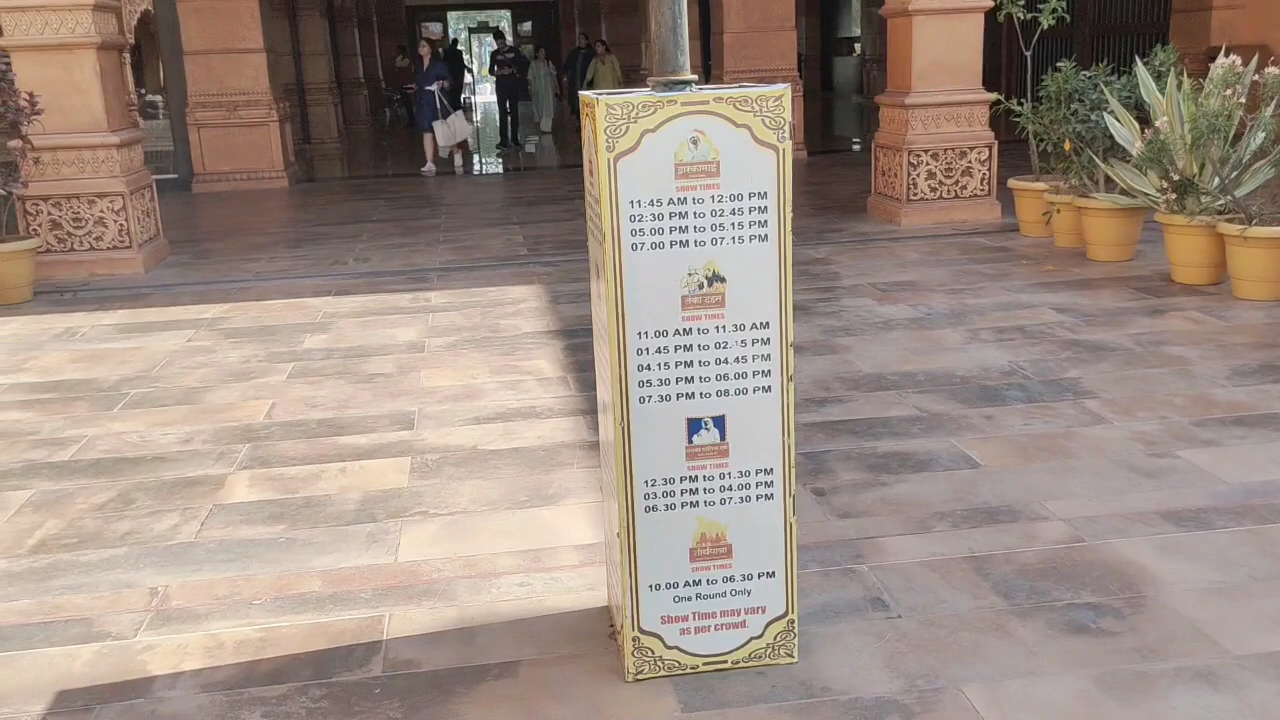 द्वारकामाई
SHOW TIMES
11:45 AM to 12:00 PM
02:30 PM to 02.45 PM
05.00 PM to 05.15 PM
07.00 PM to 07.15 PM
लंका दहन
SHOW TIMES
11.00 AM to 11.30 AM
01.45 PM to 02.15 PM
04.15 PM to 04.45 PM
05.30 PM to 06.00 PM
07.30 PM to 08.00 PM
SHOW TIMES
12.30 PM to 01.30 PM
03.00 PM to 04.00 PM
06.30 PM to 07.30 PM
तीर्थयात्रा
SHOW TIMES
10.00 AM to 06.30 PM
One Round Only
Show Time may vary
as per crowd.